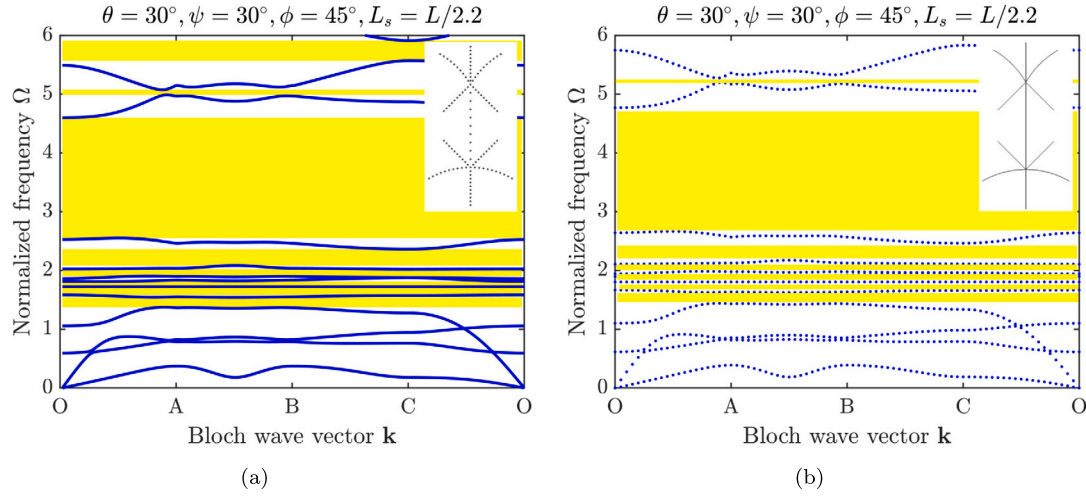 θ = 30°, ψ = 30°, ϕ = 45°, L_s = L/2.2
6
5
4
3
2
1
0
Normalized frequency Ω
O A B C O
Bloch wave vector k
(a)
θ = 30°, ψ = 30°, ϕ = 45°, L_s = L/2.2
6
5
4
3
2
1
0
Normalized frequency Ω
O A B C O
Bloch wave vector k
(b)